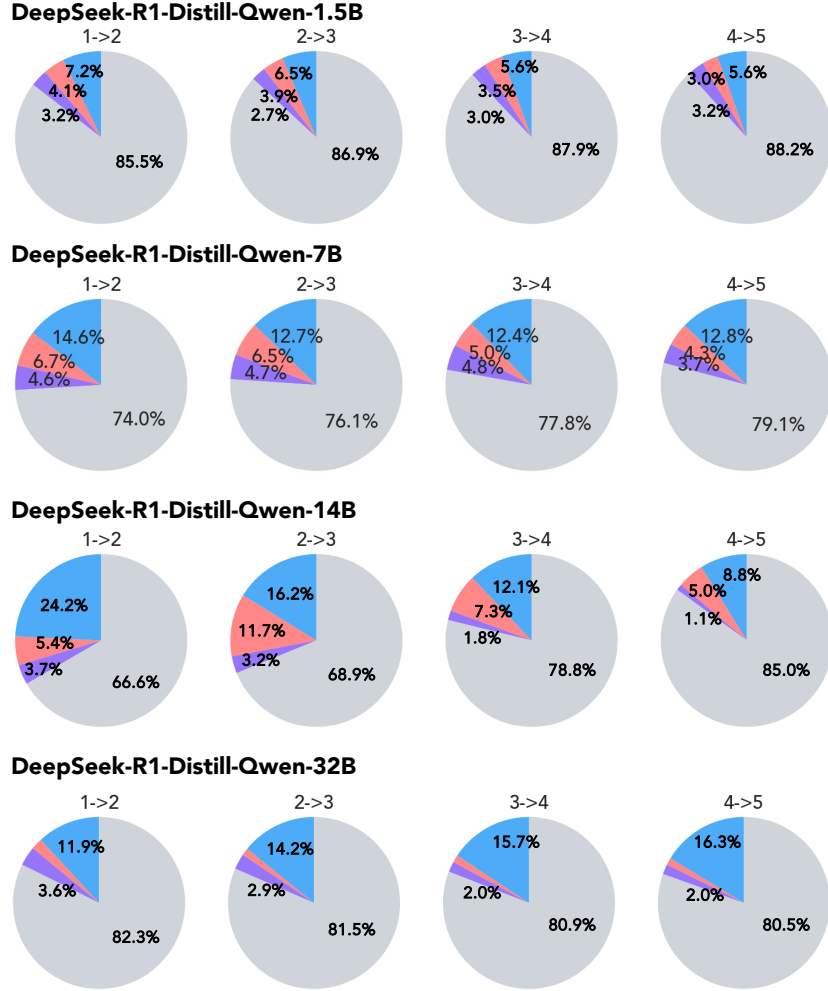 DeepSeek-R1-Distill-Qwen-1.5B
1->2 2->3 3->4 4->5
7.2% 6.5% 5.6% 5.6%
4.1% 3.9% 3.5% 3.0%
3.2% 2.7% 3.0% 3.2%
85.5% 86.9% 87.9% 88.2%
DeepSeek-R1-Distill-Qwen-7B
1->2 2->3 3->4 4->5
14.6% 12.7% 12.4% 12.8%
6.7% 6.5% 5.0% 4.3%
4.6% 4.7% 4.8% 3.7%
74.0% 76.1% 77.8% 79.1%
DeepSeek-R1-Distill-Qwen-14B
1->2 2->3 3->4 4->5
24.2% 16.2% 12.1% 8.8%
5.4% 11.7% 7.3% 5.0%
3.7% 3.2% 1.8% 1.1%
66.6% 68.9% 78.8% 85.0%
DeepSeek-R1-Distill-Qwen-32B
1->2 2->3 3->4 4->5
11.9% 14.2% 15.7% 16.3%
3.6% 2.9% 2.0% 2.0%
82.3% 81.5% 80.9% 80.5%